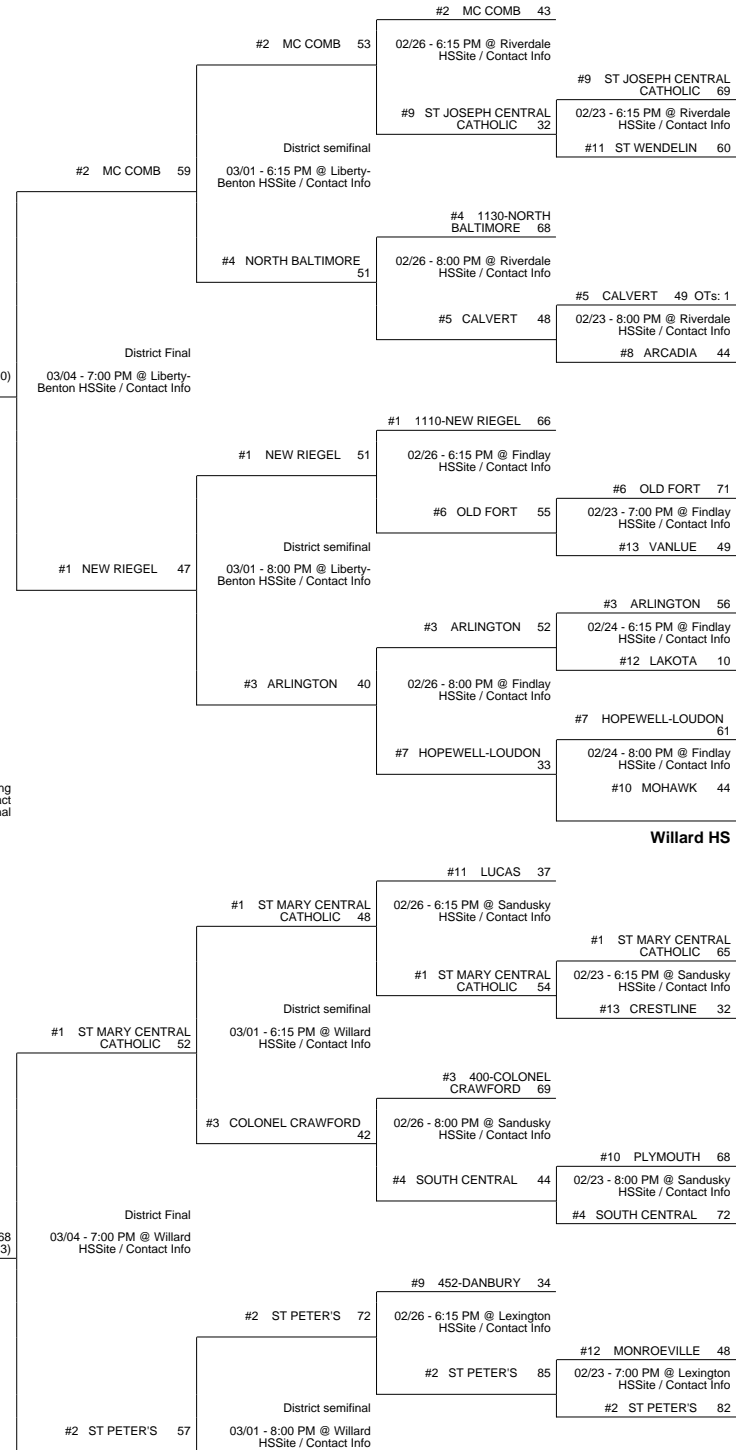 #2 MC COMB 43
#2 MC COMB 53
02/26 - 6:15 PM @ Riverdale
HSSite / Contact Info
#9 ST JOSEPH CENTRAL
CATHOLIC 69
#9 ST JOSEPH CENTRAL
CATHOLIC 32
02/23 - 6:15 PM @ Riverdale
HSSite / Contact Info
District semifinal
#11 ST WENDELIN 60
#2 MC COMB 59
03/01 - 6:15 PM @ Liberty-
Benton HSSite / Contact Info
#4 1130-NORTH
BALTIMORE 68
#4 NORTH BALTIMORE
51
02/26 - 8:00 PM @ Riverdale
HSSite / Contact Info
#5 CALVERT 49 OTs: 1
#5 CALVERT 48
02/23 - 8:00 PM @ Riverdale
HSSite / Contact Info
District Final
#8 ARCADIA 44
0)
03/04 - 7:00 PM @ Liberty-
Benton HSSite / Contact Info
#1 1110-NEW RIEGEL 66
#1 NEW RIEGEL 51
02/26 - 6:15 PM @ Findlay
HSSite / Contact Info
#6 OLD FORT 71
#6 OLD FORT 55
02/23 - 7:00 PM @ Findlay
HSSite / Contact Info
District semifinal
#13 VANLUE 49
#1 NEW RIEGEL 47
03/01 - 8:00 PM @ Liberty-
Benton HSSite / Contact Info
#3 ARLINGTON 56
#3 ARLINGTON 52
02/24 - 6:15 PM @ Findlay
HSSite / Contact Info
#12 LAKOTA 10
#3 ARLINGTON 40
02/26 - 8:00 PM @ Findlay
HSSite / Contact Info
#7 HOPEWELL-LOUDON
61
#7 HOPEWELL-LOUDON
33
02/24 - 8:00 PM @ Findlay
HSSite / Contact Info
#10 MOHAWK 44
ng
act
nal
Willard HS
#11 LUCAS 37
#1 ST MARY CENTRAL
CATHOLIC 48
02/26 - 6:15 PM @ Sandusky
HSSite / Contact Info
#1 ST MARY CENTRAL
CATHOLIC 65
#1 ST MARY CENTRAL
CATHOLIC 54
02/23 - 6:15 PM @ Sandusky
HSSite / Contact Info
District semifinal
#13 CRESTLINE 32
#1 ST MARY CENTRAL
CATHOLIC 52
03/01 - 6:15 PM @ Willard
HSSite / Contact Info
#3 400-COLONEL
CRAWFORD 69
#3 COLONEL CRAWFORD
42
02/26 - 8:00 PM @ Sandusky
HSSite / Contact Info
#10 PLYMOUTH 68
#4 SOUTH CENTRAL 44
02/23 - 8:00 PM @ Sandusky
HSSite / Contact Info
District Final
#4 SOUTH CENTRAL 72
68
3)
03/04 - 7:00 PM @ Willard
HSSite / Contact Info
#9 452-DANBURY 34
#2 ST PETER'S 72
02/26 - 6:15 PM @ Lexington
HSSite / Contact Info
#12 MONROEVILLE 48
#2 ST PETER'S 85
02/23 - 7:00 PM @ Lexington
HSSite / Contact Info
District semifinal
#2 ST PETER'S 82
#2 ST PETER'S 57
03/01 - 8:00 PM @ Willard
HSSite / Contact Info